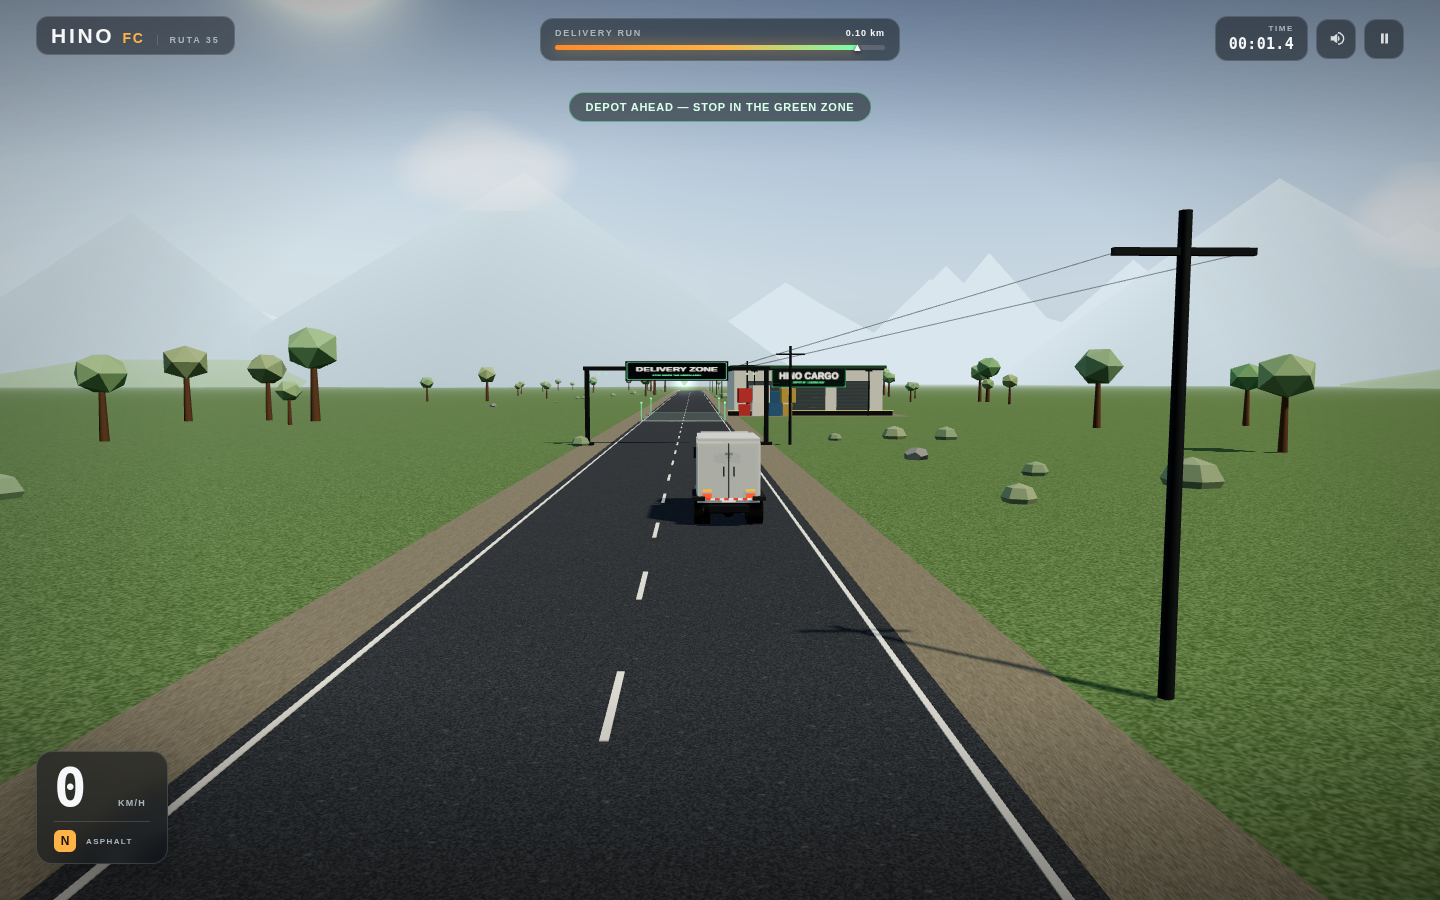 HINO FC RUTA 35
DELIVERY RUN 0.10 km
TIME
00:01.4
DEPOT AHEAD — STOP IN THE GREEN ZONE
DELIVERY ZONE
HINO CARGO
0 KM/H
N ASPHALT